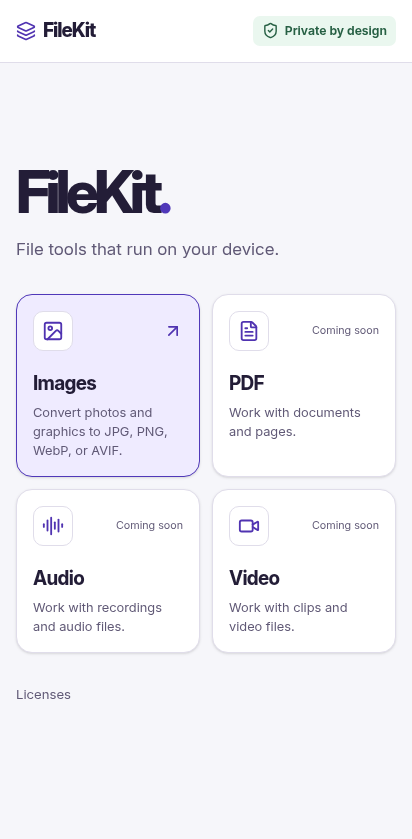 FileKit
Private by design
FileKit.
File tools that run on your device.
Images
Convert photos and
graphics to JPG, PNG,
WebP, or AVIF.
Coming soon
PDF
Work with documents
and pages.
Coming soon
Audio
Work with recordings
and audio files.
Coming soon
Video
Work with clips and
video files.
Licenses